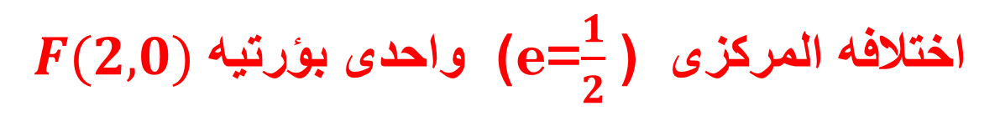 اختلافه المركزى (e=1/2) واحدى بؤرتيه F(2,0)